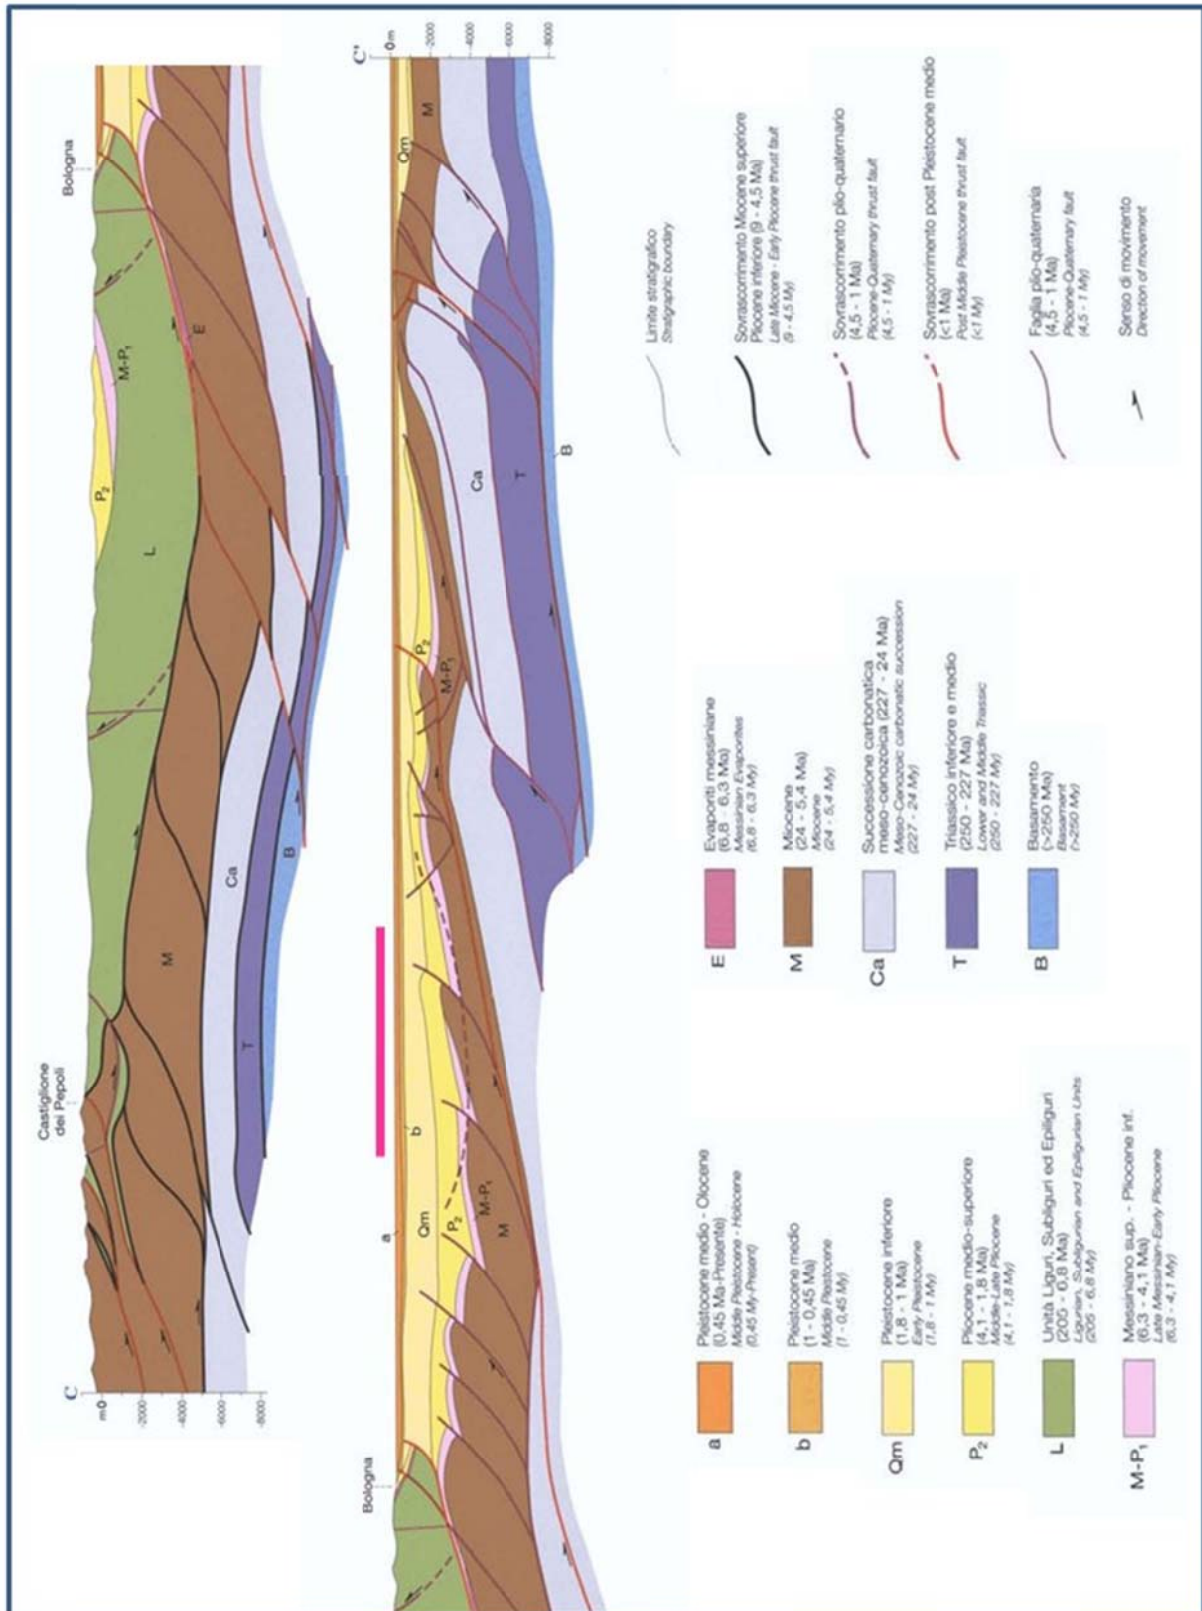 C
Castiglione
dei Pepoli
Bologna
m 0
-2000
-4000
-6000
-8000
M
T
Ca
B
L
P2
M-P1
E
Bologna
C'
0m
-2000
-4000
-6000
-8000
a
b
Qm
P2
M-P1
M
P2
M-P1
Ca
T
B
Qm
M
a
Pleistocene medio - Olocene
(0.45 Ma-Presente)
Middle Pleistocene - Holocene
(0.45 My-Present)
b
Pleistocene medio
(1 - 0,45 Ma)
Middle Pleistocene
(1 - 0,45 My)
Qm
Pleistocene inferiore
(1,8 - 1 Ma)
Early Pleistocene
(1,8 - 1 My)
P2
Pliocene medio-superiore
(4,1 - 1,8 Ma)
Middle-Late Pliocene
(4,1 - 1,8 My)
L
Unità Liguri, Subliguri ed Epiliguri
(205 - 6,8 Ma)
Ligurian, Subligurian and Epiligurian Units
(205 - 6,8 My)
M-P1
Messiniano sup. - Pliocene inf.
(6,3 - 4,1 Ma)
Late Messinian-Early Pliocene
(6,3 - 4,1 My)
E
Evaporiti messiniane
(6,8 - 6,3 Ma)
Messinian Evaporites
(6,8 - 6,3 My)
M
Miocene
(24 - 5,4 Ma)
Miocene
(24 - 5,4 My)
Ca
Successione carbonatica
meso-cenozoica (227 - 24 Ma)
Meso-Cenozoic carbonatic succession
(227 - 24 My)
T
Triassico inferiore e medio
(250 - 227 Ma)
Lower and Middle Triassic
(250 - 227 My)
B
Basamento
(>250 Ma)
Basament
(>250 My)
Limite stratigrafico
Stratigraphic boundary
Sovrascorrimento Miocene superiore
Pliocene inferiore (9 - 4,5 Ma)
Late Miocene - Early Pliocene thrust fault
(9 - 4,5 My)
Sovrascorrimento plio-quaternario
(4,5 - 1 Ma)
Pliocene-Quaternary thrust fault
(4,5 - 1 My)
Sovrascorrimento post Pleistocene medio
(<1 Ma)
Post Middle Pleistocene thrust fault
(<1 My)
Faglia plio-quaternaria
(4,5 - 1 Ma)
Pliocene-Quaternary fault
(4,5 - 1 My)
Senso di movimento
Direction of movement